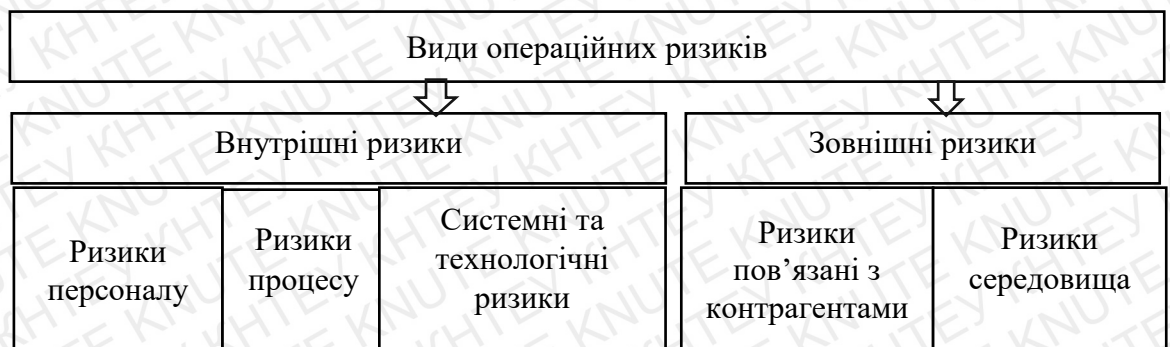 Види операційних ризиків
Внутрішні ризики
Зовнішні ризики
Ризики
персоналу
Ризики
процесу
Системні та
технологічні
ризики
Ризики
пов’язані з
контрагентами
Ризики
середовища